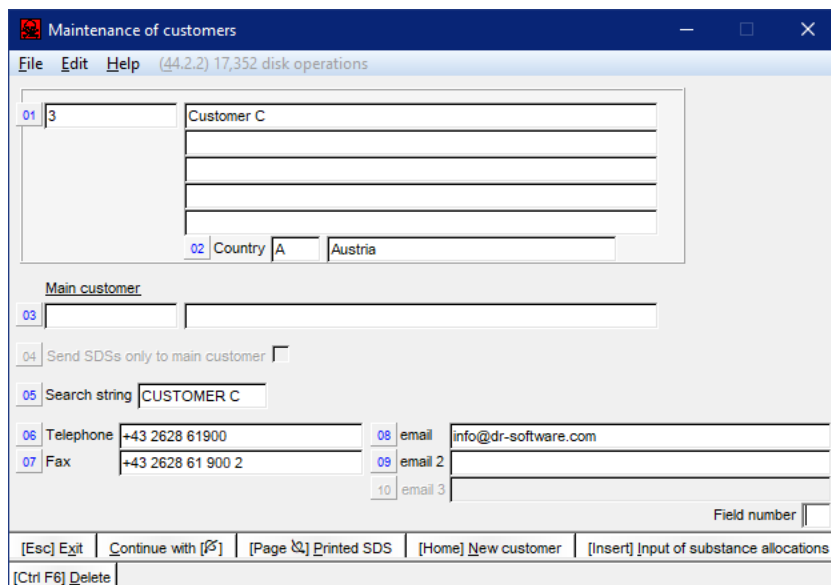 Maintenance of customers
File Edit Help (44.2.2) 17,352 disk operations
01 3 Customer C
02 Country A Austria
Main customer
03
04 Send SDSs only to main customer
05 Search string CUSTOMER C
06 Telephone +43 2628 61900 08 email info@dr-software.com
07 Fax +43 2628 61 900 2 09 email 2
10 email 3
Field number
[Esc] Exit Continue with [ ] [Page ] Printed SDS [Home] New customer [Insert] Input of substance allocations
[Ctrl F6] Delete